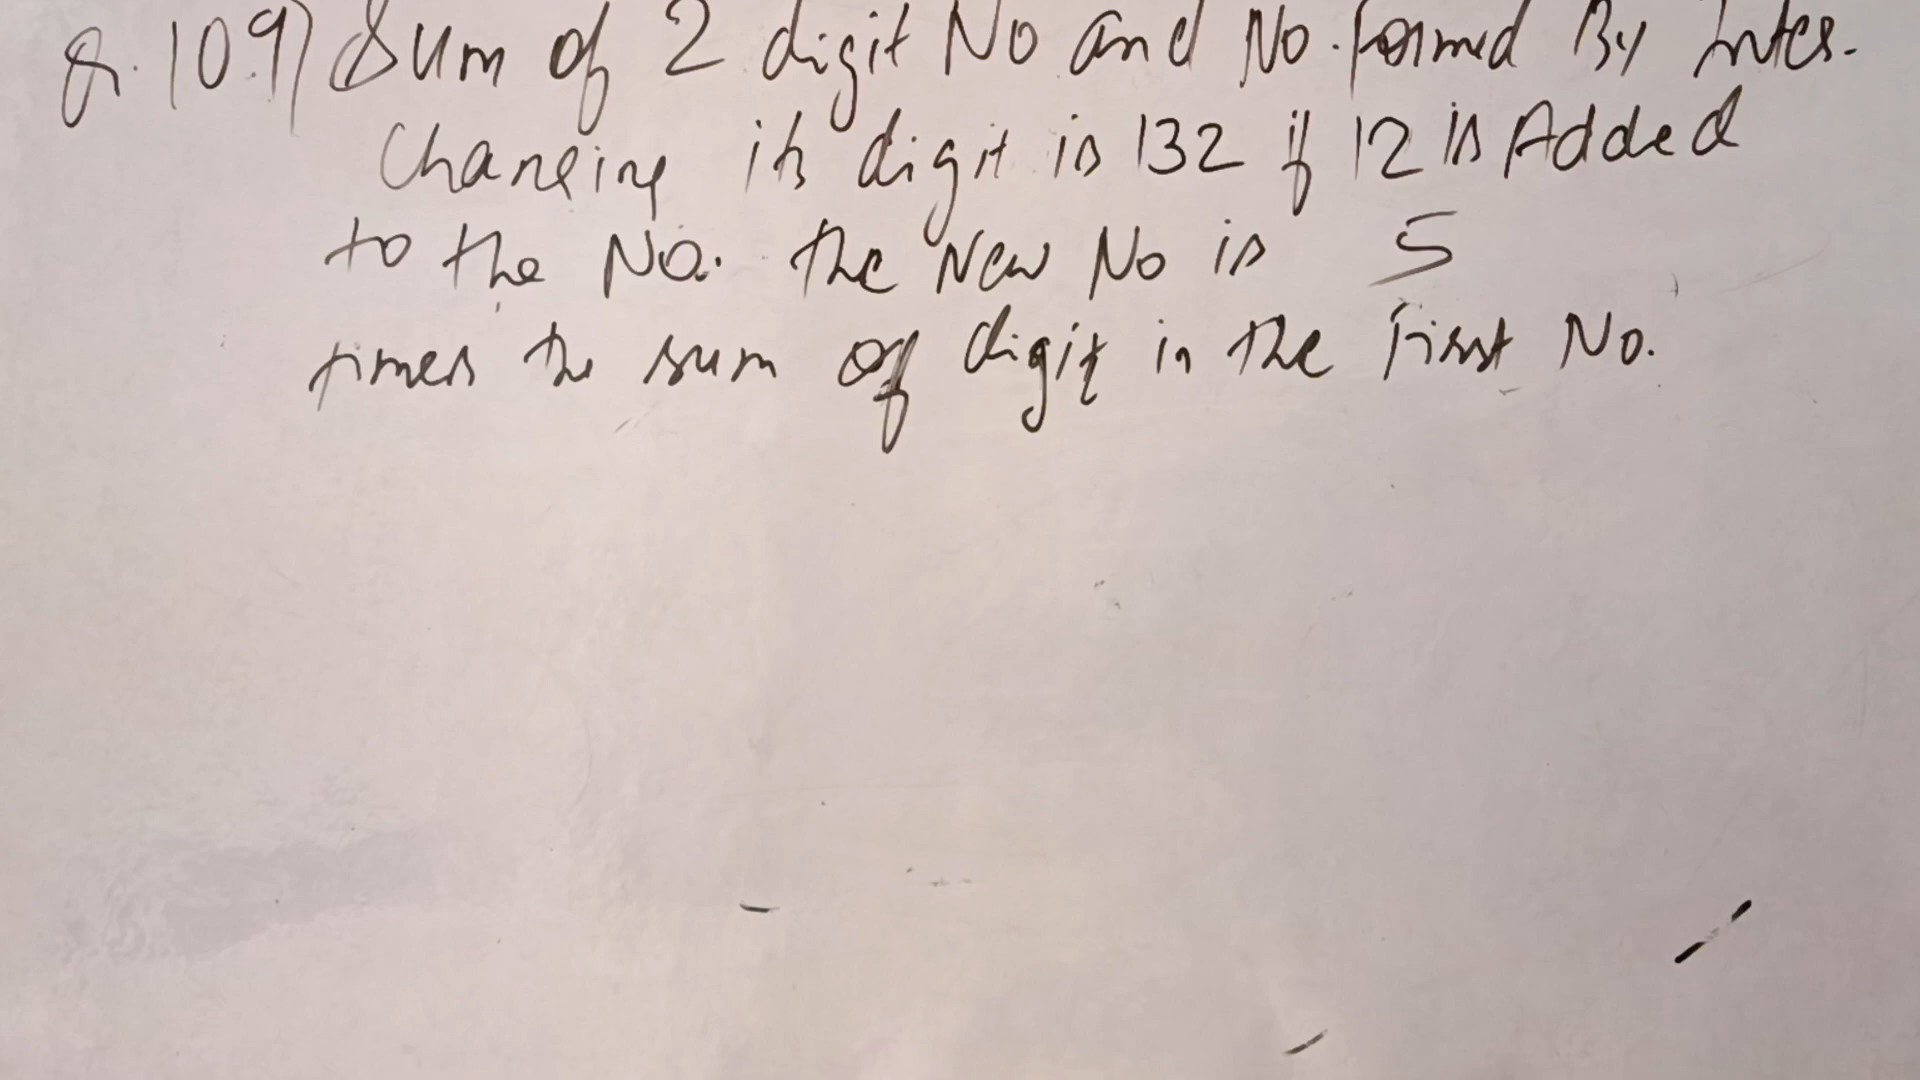 Q. 109) Sum of 2 digit No and No. formed By Inter-
Changing its digit is 132 if 12 is Added
to the No. the New No is 5
times the sum of digit in the First No.